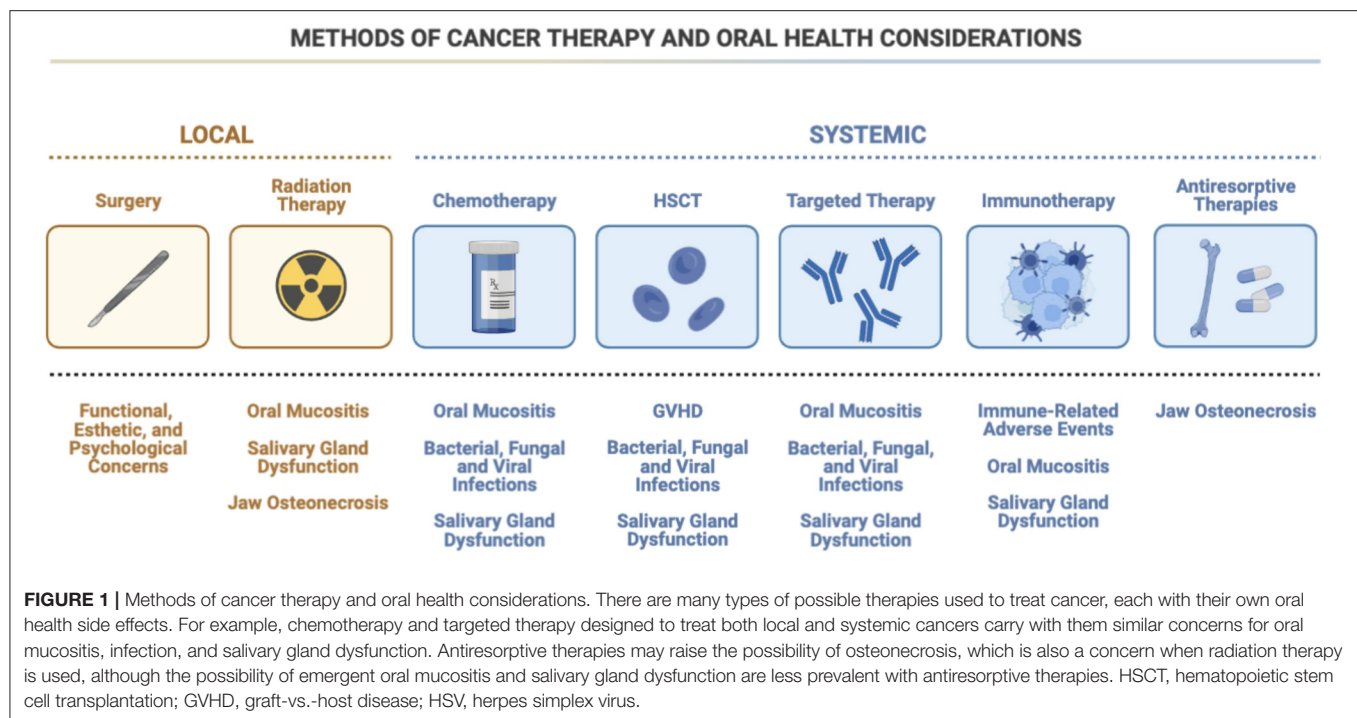 METHODS OF CANCER THERAPY AND ORAL HEALTH CONSIDERATIONS
LOCAL
SYSTEMIC
Surgery
Radiation
Therapy
Chemotherapy
HSCT
Targeted Therapy
Immunotherapy
Antiresorptive
Therapies
Rx
Functional,
Esthetic, and
Psychological
Concerns
Oral Mucositis
Salivary Gland
Dysfunction
Jaw Osteonecrosis
Oral Mucositis
Bacterial, Fungal
and Viral
Infections
Salivary Gland
Dysfunction
GVHD
Bacterial, Fungal
and Viral
Infections
Salivary Gland
Dysfunction
Oral Mucositis
Bacterial, Fungal,
and Viral
Infections
Salivary Gland
Dysfunction
Immune-Related
Adverse Events
Oral Mucositis
Salivary Gland
Dysfunction
Jaw Osteonecrosis
FIGURE 1 | Methods of cancer therapy and oral health considerations. There are many types of possible therapies used to treat cancer, each with their own oral
health side effects. For example, chemotherapy and targeted therapy designed to treat both local and systemic cancers carry with them similar concerns for oral
mucositis, infection, and salivary gland dysfunction. Antiresorptive therapies may raise the possibility of osteonecrosis, which is also a concern when radiation therapy
is used, although the possibility of emergent oral mucositis and salivary gland dysfunction are less prevalent with antiresorptive therapies. HSCT, hematopoietic stem
cell transplantation; GVHD, graft-vs.-host disease; HSV, herpes simplex virus.